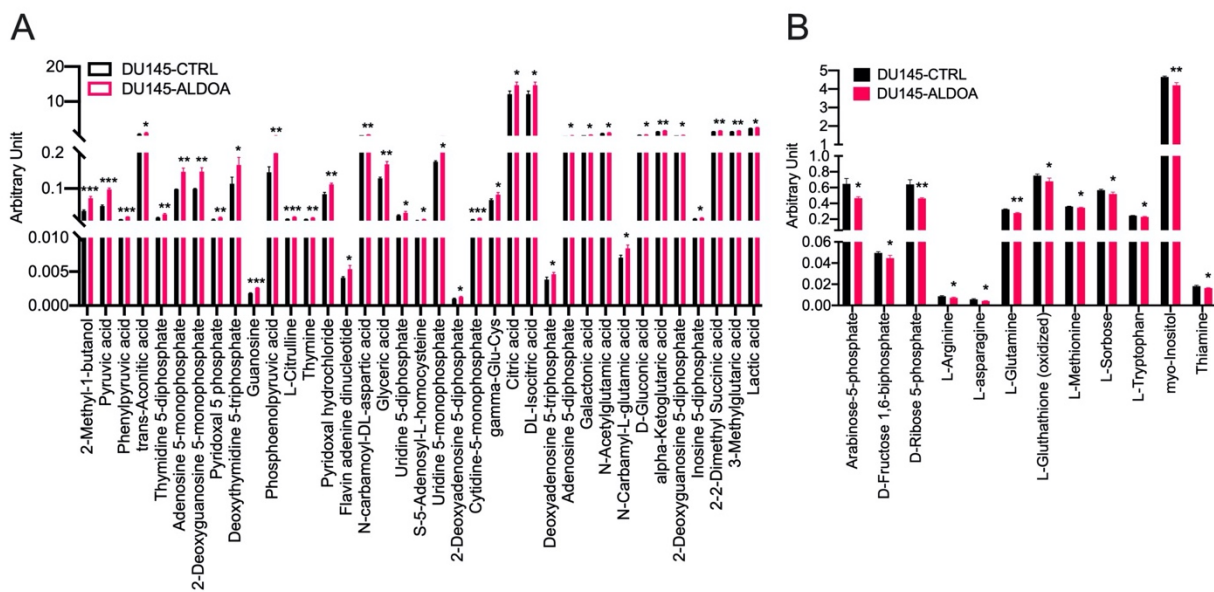 A
B
DU145-CTRL
DU145-ALDOA
Arbitrary Unit
20
10
0.2
0.1
0.010
0.005
0.000
***
***
***
*
**
**
**
**
*
***
***
**
**
**
*
**
**
*
*
*
***
*
*
*
*
*
*
*
*
*
**
**
*
**
**
*
2-Methyl-1-butanol
Pyruvic acid
Phenylpyruvic acid
trans-Aconitic acid
Thymidine 5-diphosphate
Adenosine 5-monophosphate
2-Deoxyguanosine 5-monophosphate
Pyridoxal 5 phosphate
Deoxythymidine 5-triphosphate
Guanosine
Phosphoenolpyruvic acid
L-Citrulline
Thymine
Pyridoxal hydrochloride
Flavin adenine dinucleotide
N-carbamoyl-DL-aspartic acid
Glyceric acid
Uridine 5-diphosphate
S-5-Adenosyl-L-homocysteine
Uridine 5-monophosphate
2-Deoxyadenosine 5-diphosphate
Cytidine-5-monophosphate
gamma-Glu-Cys
Citric acid
DL-Isocitric acid
Deoxyadenosine 5-triphosphate
Adenosine 5-diphosphate
Galactonic acid
N-Acetylglutamic acid
N-Carbamyl-L-glutamic acid
D-Gluconic acid
alpha-Ketoglutaric acid
2-Deoxyguanosine 5-diphosphate
Inosine 5-phosphate
2-2-Dimethyl Succinic acid
3-Methylglutaric acid
Lactic acid
DU145-CTRL
DU145-ALDOA
Arbitrary Unit
5
4
3
2
1
1.0
0.8
0.6
0.4
0.2
0.06
0.04
0.02
0.00
*
*
**
*
*
**
*
*
*
*
**
*
Arabinose-5-phosphate
D-Fructose 1,6-biphosphate
D-Ribose 5-phosphate
L-Arginine
L-asparagine
L-Glutamine
L-Gluthathione (oxidized)
L-Methionine
L-Sorbose
L-Tryptophan
myo-Inositol
Thiamine